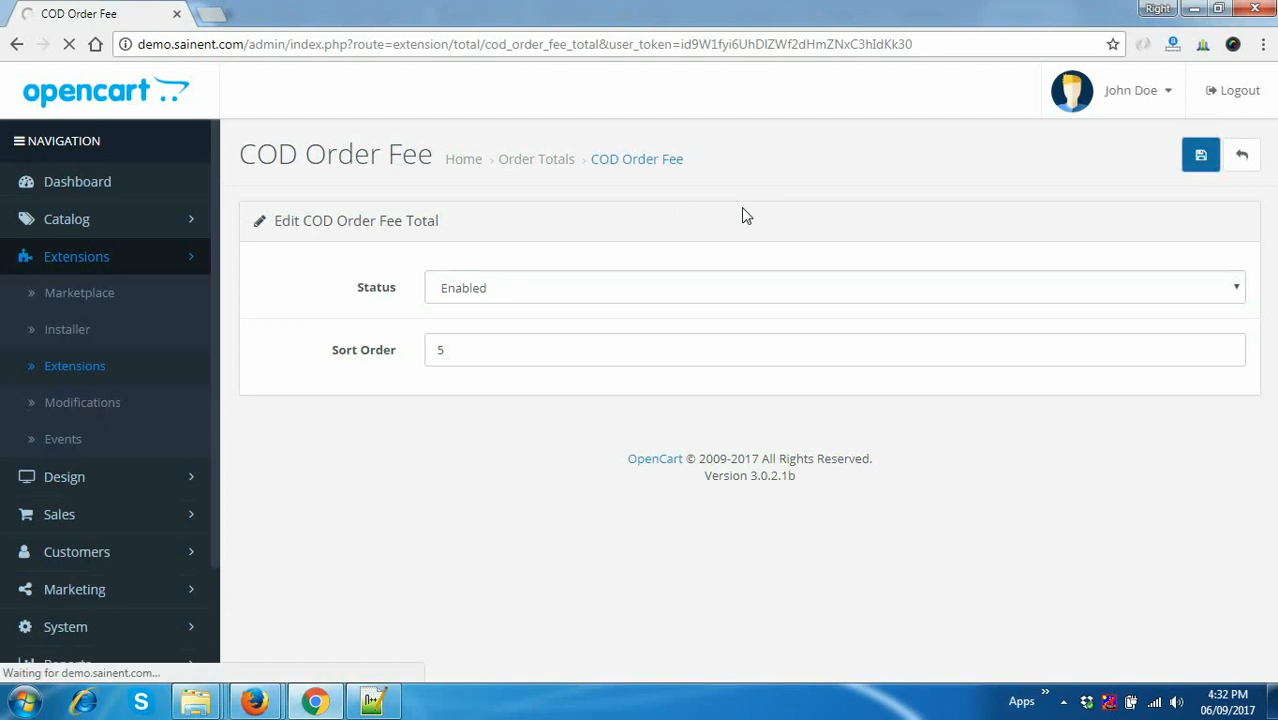 COD Order Fee
Right
demo.sainent.com/admin/index.php?route=extension/total/cod_order_fee_total&user_token=id9W1fyi6UhDIZWf2dHmZNxC3hIdKk30
opencart
John Doe
Logout
NAVIGATION
COD Order Fee
Home › Order Totals › COD Order Fee
Dashboard
Catalog
Extensions
Marketplace
Installer
Extensions
Modifications
Events
Design
Sales
Customers
Marketing
System
Edit COD Order Fee Total
Status
Enabled
Sort Order
5
OpenCart © 2009-2017 All Rights Reserved.
Version 3.0.2.1b
Waiting for demo.sainent.com...
Apps
4:32 PM
06/09/2017